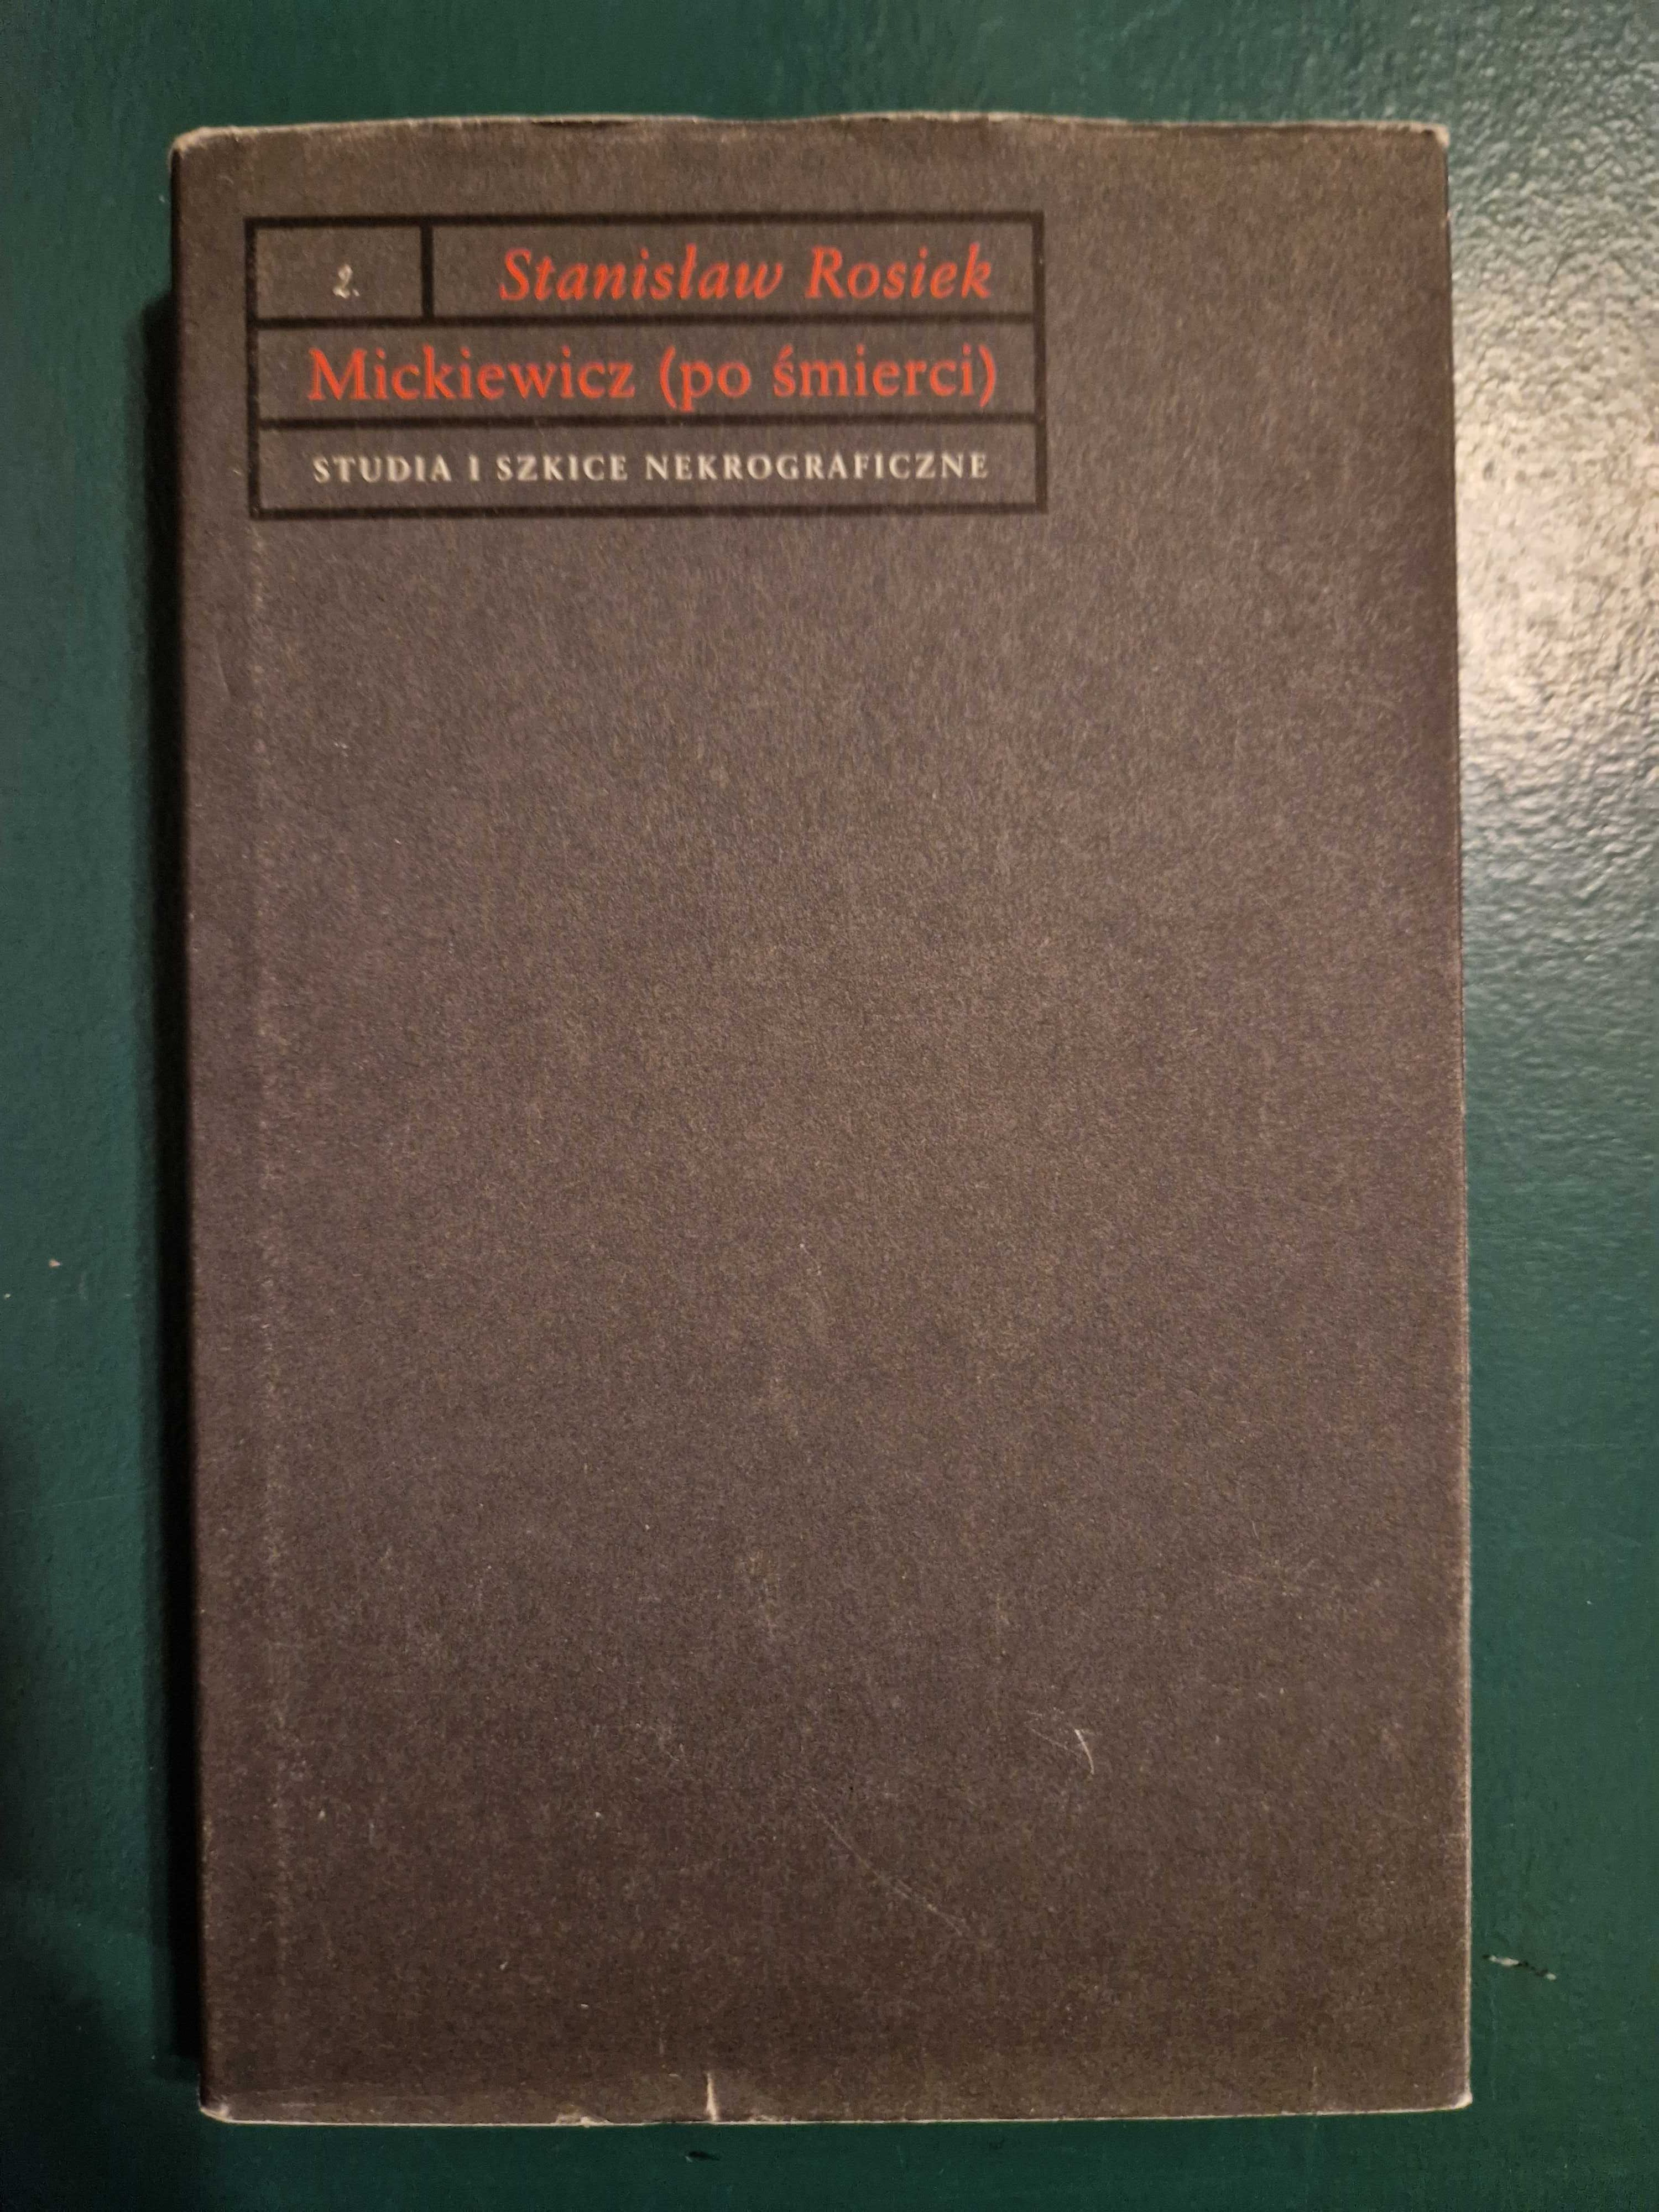 2.
Stanisław Rosiek
Mickiewicz (po śmierci)
STUDIA I SZKICE NEKROGRAFICZNE